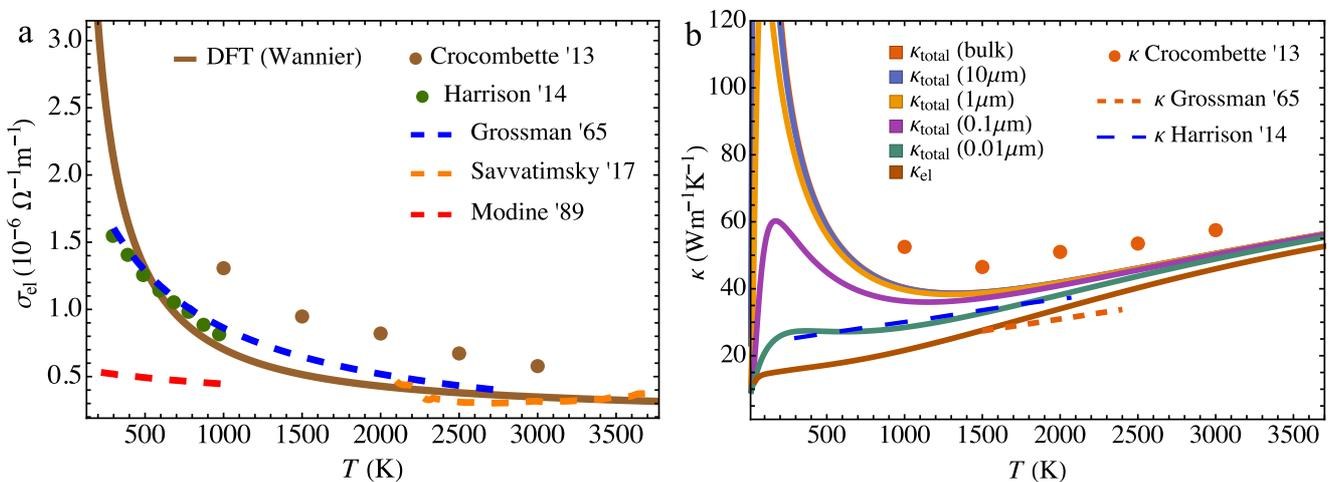 a
σel (10−6 Ω−1m−1)
3.0
2.5
2.0
1.5
1.0
0.5
DFT (Wannier)
Crocombette '13
Harrison '14
Grossman '65
Savvatimsky '17
Modine '89
500 1000 1500 2000 2500 3000 3500
T (K)
b
κ (Wm−1K−1)
120
100
80
60
40
20
κtotal (bulk)
κtotal (10μm)
κtotal (1μm)
κtotal (0.1μm)
κtotal (0.01μm)
κel
κ Crocombette '13
κ Grossman '65
κ Harrison '14
500 1000 1500 2000 2500 3000 3500
T (K)